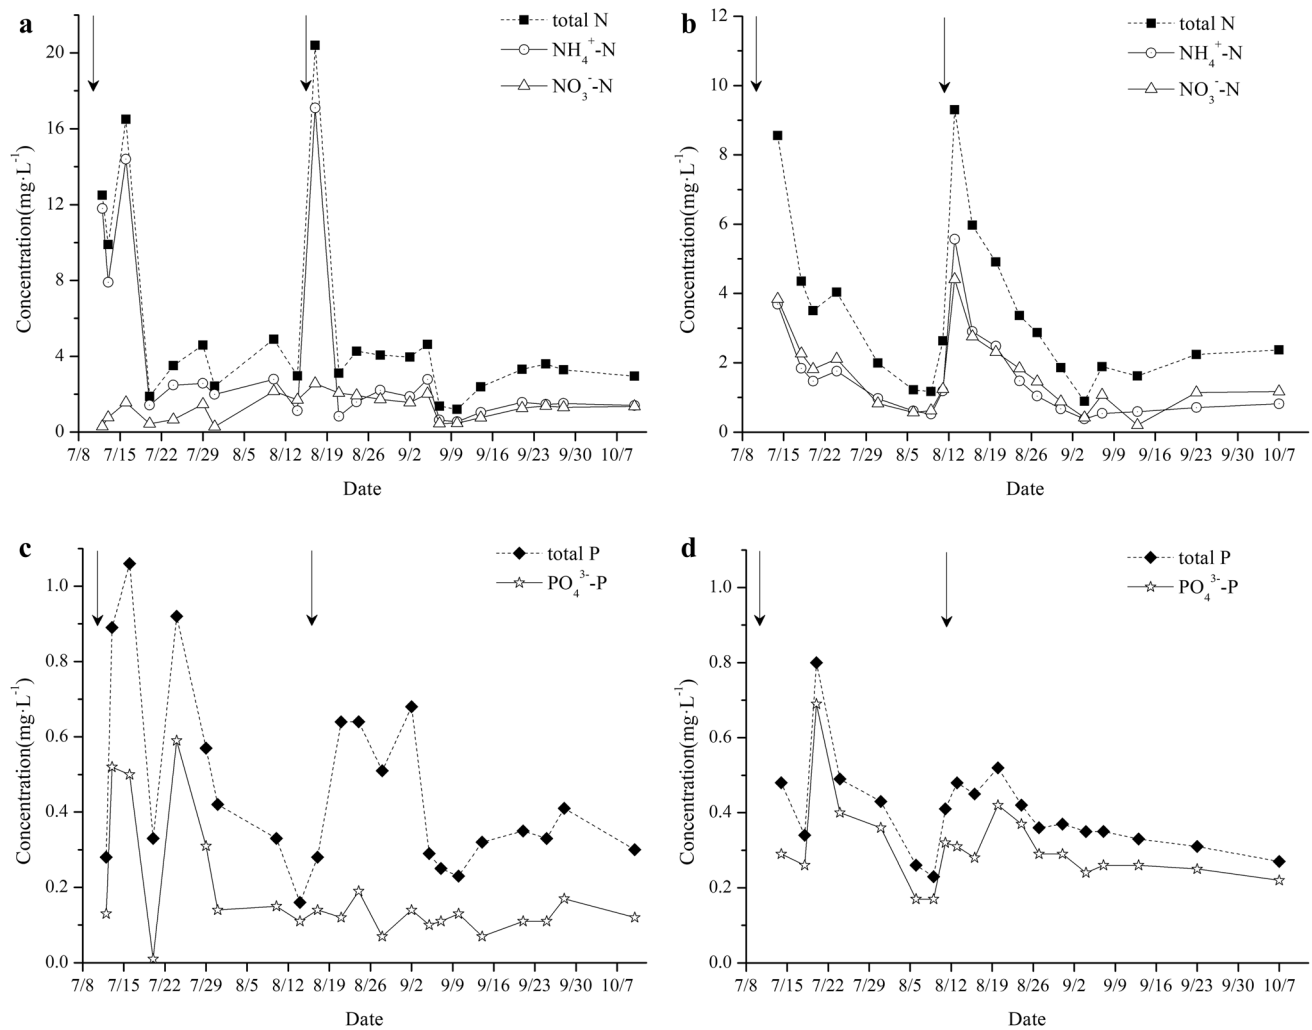 a
total N
NH₄⁺-N
NO₃⁻-N
20
16
12
8
4
0
Concentration(mg·L⁻¹)
7/8 7/15 7/22 7/29 8/5 8/12 8/19 8/26 9/2 9/9 9/16 9/23 9/30 10/7
Date
b
total N
NH₄⁺-N
NO₃⁻-N
12
10
8
6
4
2
0
Concentration(mg·L⁻¹)
7/8 7/15 7/22 7/29 8/5 8/12 8/19 8/26 9/2 9/9 9/16 9/23 9/30 10/7
Date
c
total P
PO₄³⁻-P
1.0
0.8
0.6
0.4
0.2
0.0
Concentration(mg·L⁻¹)
7/8 7/15 7/22 7/29 8/5 8/12 8/19 8/26 9/2 9/9 9/16 9/23 9/30 10/7
Date
d
total P
PO₄³⁻-P
1.0
0.8
0.6
0.4
0.2
0.0
Concentration(mg·L⁻¹)
7/8 7/15 7/22 7/29 8/5 8/12 8/19 8/26 9/2 9/9 9/16 9/23 9/30 10/7
Date